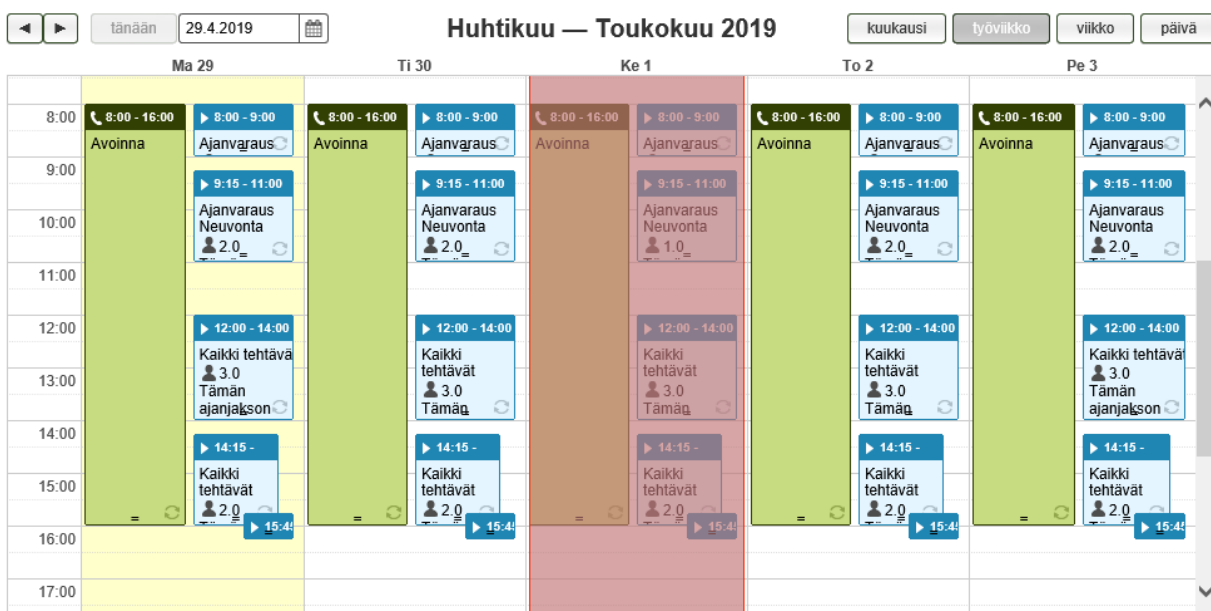 tänään 29.4.2019 Huhtikuu — Toukokuu 2019 kuukausi työviikko viikko päivä
Ma 29 Ti 30 Ke 1 To 2 Pe 3
8:00
9:00
10:00
11:00
12:00
13:00
14:00
15:00
16:00
17:00
8:00 - 16:00
Avoinna
8:00 - 9:00
Ajanvaraus
9:15 - 11:00
Ajanvaraus
Neuvonta
2.0
12:00 - 14:00
Kaikki tehtävä
3.0
Tämän
ajanjakson
14:15 -
Kaikki
tehtävät
2.0
15:45
8:00 - 16:00
Avoinna
8:00 - 9:00
Ajanvaraus
9:15 - 11:00
Ajanvaraus
Neuvonta
2.0
12:00 - 14:00
Kaikki
tehtävät
3.0
Tämän
14:15 -
Kaikki
tehtävät
2.0
15:45
8:00 - 16:00
Avoinna
8:00 - 9:00
Ajanvaraus
9:15 - 11:00
Ajanvaraus
Neuvonta
1.0
12:00 - 14:00
Kaikki
tehtävät
3.0
Tämän
14:15 -
Kaikki
tehtävät
2.0
15:45
8:00 - 16:00
Avoinna
8:00 - 9:00
Ajanvaraus
9:15 - 11:00
Ajanvaraus
Neuvonta
2.0
12:00 - 14:00
Kaikki
tehtävät
3.0
Tämän
14:15 -
Kaikki
tehtävät
2.0
15:45
8:00 - 16:00
Avoinna
8:00 - 9:00
Ajanvaraus
9:15 - 11:00
Ajanvaraus
Neuvonta
2.0
12:00 - 14:00
Kaikki tehtävät
3.0
Tämän
ajanjakson
14:15 -
Kaikki
tehtävät
2.0
15:45